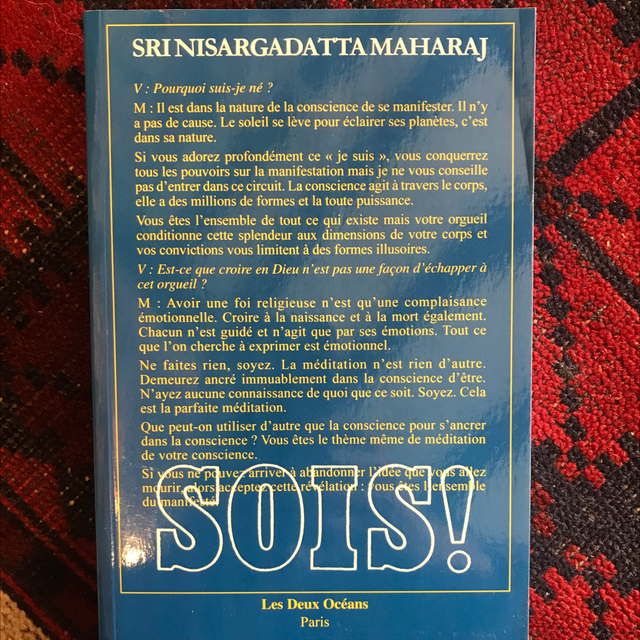 SRI NISARGADATTA MAHARAJ
V : Pourquoi suis-je né ?
M : Il est dans la nature de la conscience de se manifester. Il n'y
a pas de cause. Le soleil se lève pour éclairer ses planètes, c'est
dans sa nature.
Si vous adorez profondément ce « je suis », vous conquerrez
tous les pouvoirs sur la manifestation mais je ne vous conseille
pas d'entrer dans ce circuit. La conscience agit à travers le corps,
elle a des millions de formes et la toute puissance.
Vous êtes l'ensemble de tout ce qui existe mais votre orgueil
conditionne cette splendeur aux dimensions de votre corps et
vos convictions vous limitent à des formes illusoires.
V : Est-ce que croire en Dieu n'est pas une façon d'échapper à
cet orgueil ?
M : Avoir une foi religieuse n'est qu'une complaisance
émotionnelle. Croire à la naissance et à la mort également.
Chacun n'est guidé et n'agit que par ses émotions. Tout ce
que l'on cherche à exprimer est émotionnel.
Ne faites rien, soyez. La méditation n'est rien d'autre.
Demeurez ancré immuablement dans la conscience d'être.
N'ayez aucune connaissance de quoi que ce soit. Soyez. Cela
est la parfaite méditation.
Que peut-on utiliser d'autre que la conscience pour s'ancrer
dans la conscience ? Vous êtes le thème même de méditation
de votre conscience.
Si vous ne pouvez arriver à abandonner l'idée que vous allez
mourir, alors acceptez cette révélation : vous êtes l'ensemble
du manifesté.
SOIS!
Les Deux Océans
Paris